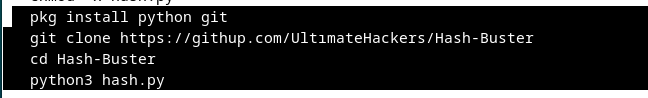 pkg install python git
git clone https://githup.com/UltımateHackers/Hash-Buster
cd Hash-Buster
python3 hash.py